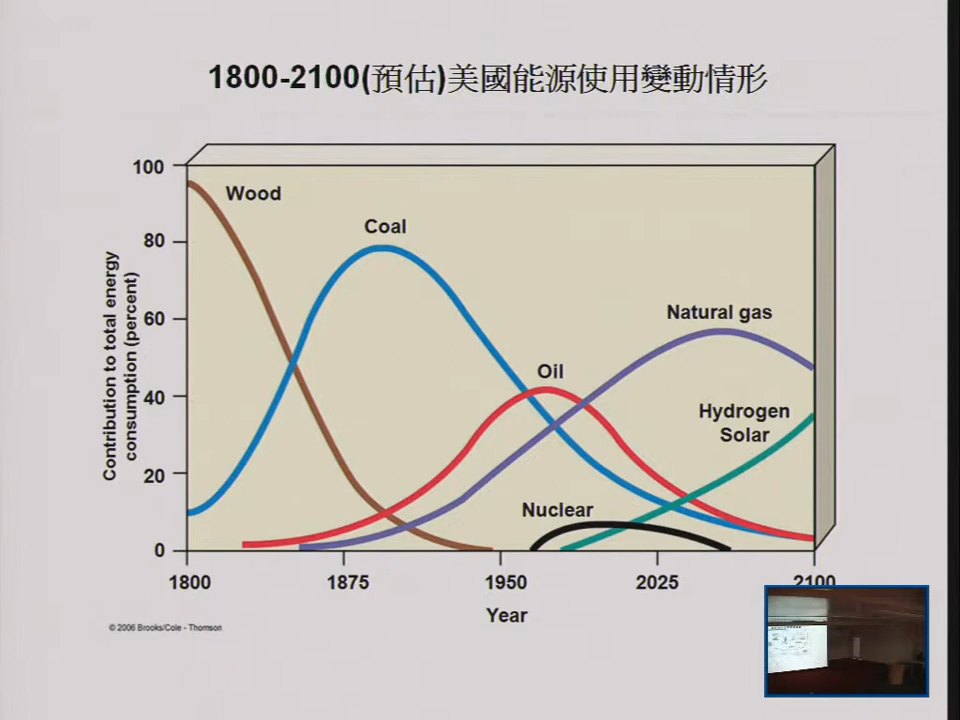 1800-2100(預估)美國能源使用變動情形
Contribution to total energy
consumption (percent)
100
80
60
40
20
0
Wood
Coal
Oil
Natural gas
Hydrogen
Solar
Nuclear
1800
1875
1950
2025
2100
Year
© 2006 Brooks/Cole - Thomson